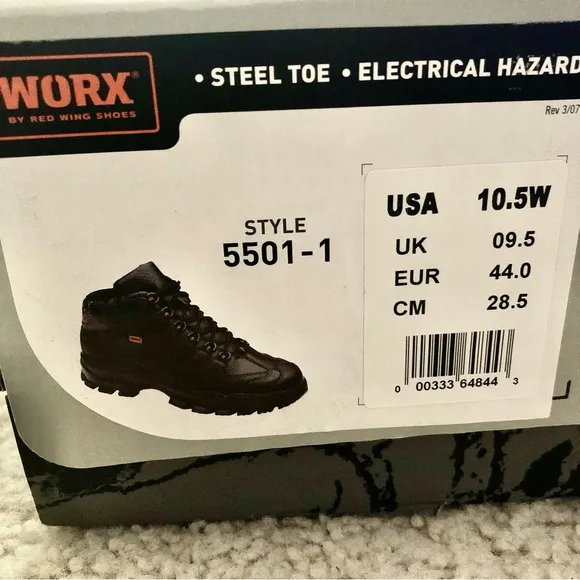 WORX®
BY RED WING SHOES
• STEEL TOE • ELECTRICAL HAZARD
Rev 3/07
STYLE
5501-1
USA 10.5W
UK 09.5
EUR 44.0
CM 28.5
0 00333 64844 3